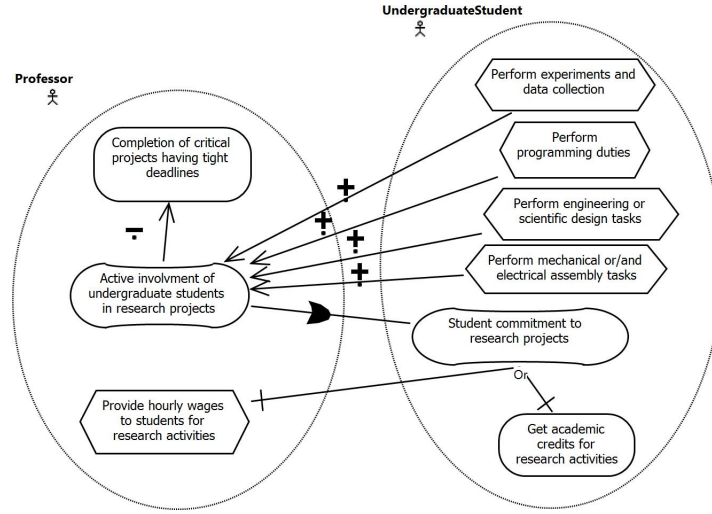 UndergraduateStudent
Professor
Perform experiments and
data collection
Completion of critical
projects having tight
deadlines
Perform
programming duties
Perform engineering or
scientific design tasks
Perform mechanical or/and
electrical assembly tasks
Active involvment of
undergraduate students
in research projects
Student commitment to
research projects
Or
Provide hourly wages
to students for
research activities
Get academic
credits for
research activities